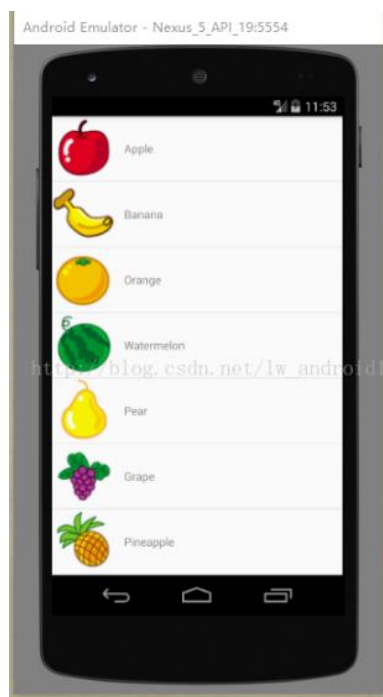 Android Emulator - Nexus_5_API_19:5554
11:53
Apple
Banana
Orange
Watermelon
http://blog.csdn.net/lw_android
Pear
Grape
Pineapple